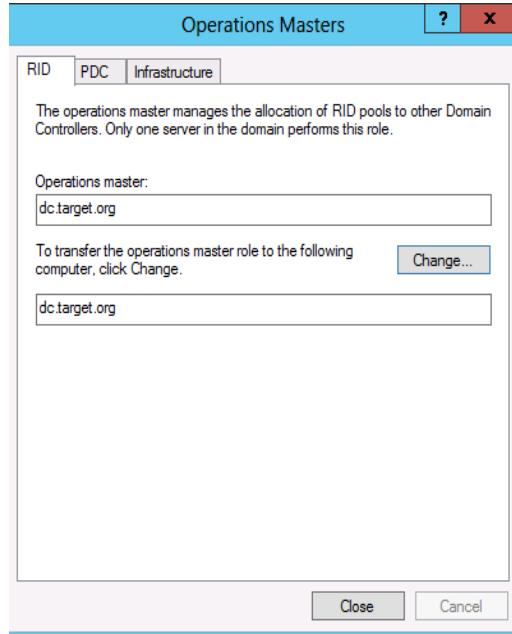 Operations Masters
?
x
RID
PDC
Infrastructure
The operations master manages the allocation of RID pools to other Domain
Controllers. Only one server in the domain performs this role.
Operations master:
dc.target.org
To transfer the operations master role to the following
computer, click Change.
Change...
dc.target.org
Close
Cancel